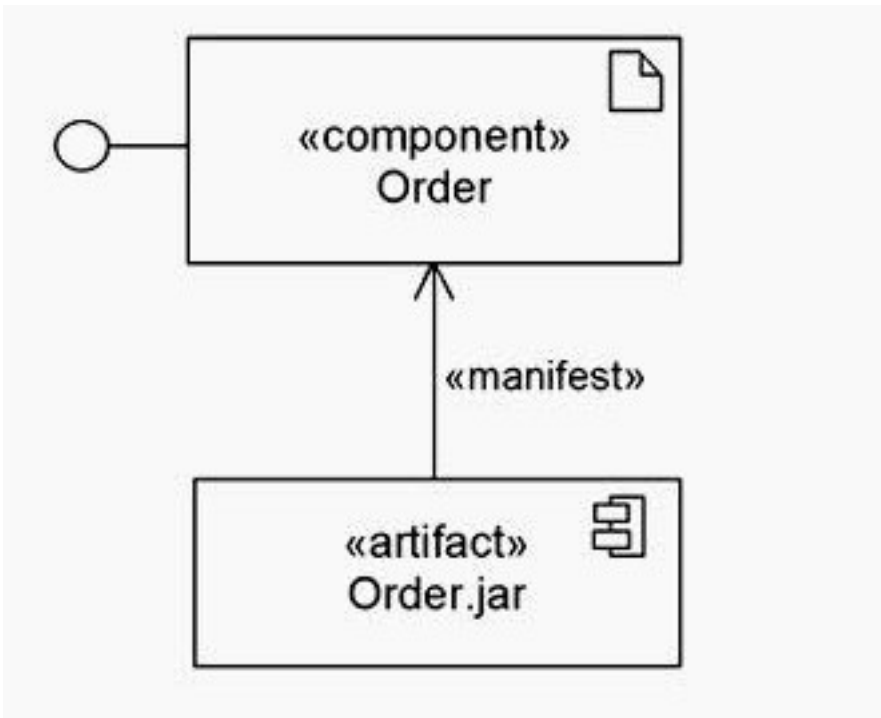 «component»
Order
«manifest»
«artifact»
Order.jar